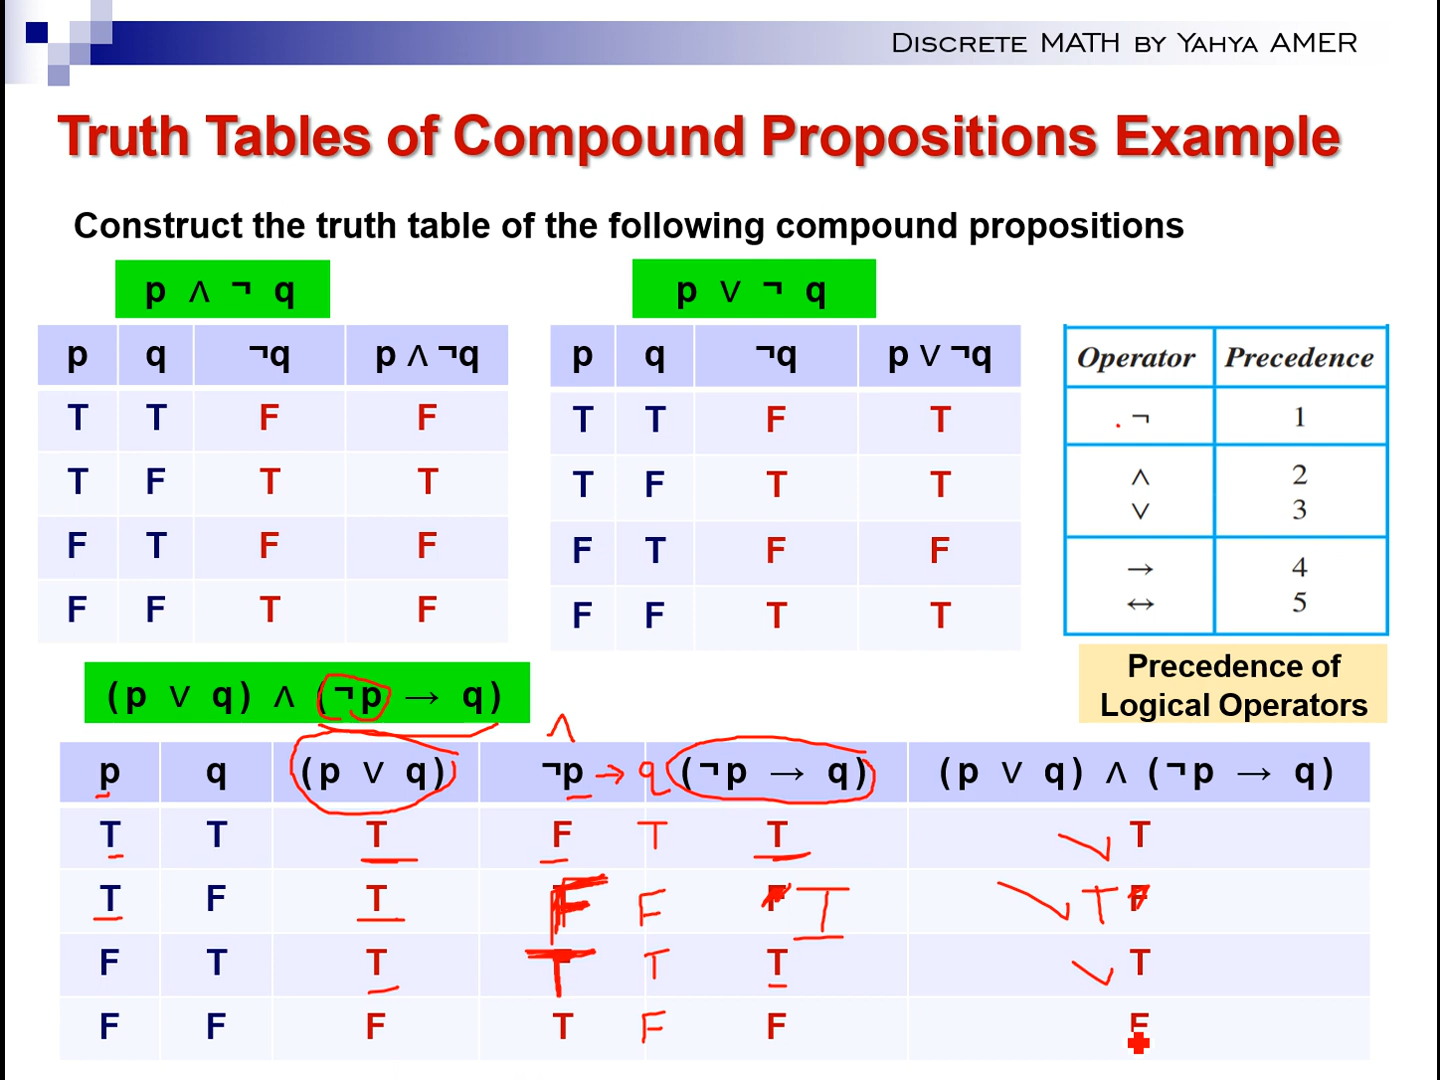 DISCRETE MATH BY YAHYA AMER
Truth Tables of Compound Propositions Example
Construct the truth table of the following compound propositions
p ∧ ¬ q
p q ¬q p ∧ ¬q
T T F F
T F T T
F T F F
F F T F
p ∨ ¬ q
p q ¬q p ∨ ¬q
T T F T
T F T T
F T F F
F F T T
Operator Precedence
¬ 1
∧ 2
∨ 3
→ 4
↔ 5
Precedence of
Logical Operators
(p ∨ q) ∧ (¬p → q)
∧
p q (p ∨ q) ¬p → q (¬p → q) (p ∨ q) ∧ (¬p → q)
T T T F T T T
T F T F F F T T F
F T T T T T T
F F F T F F F